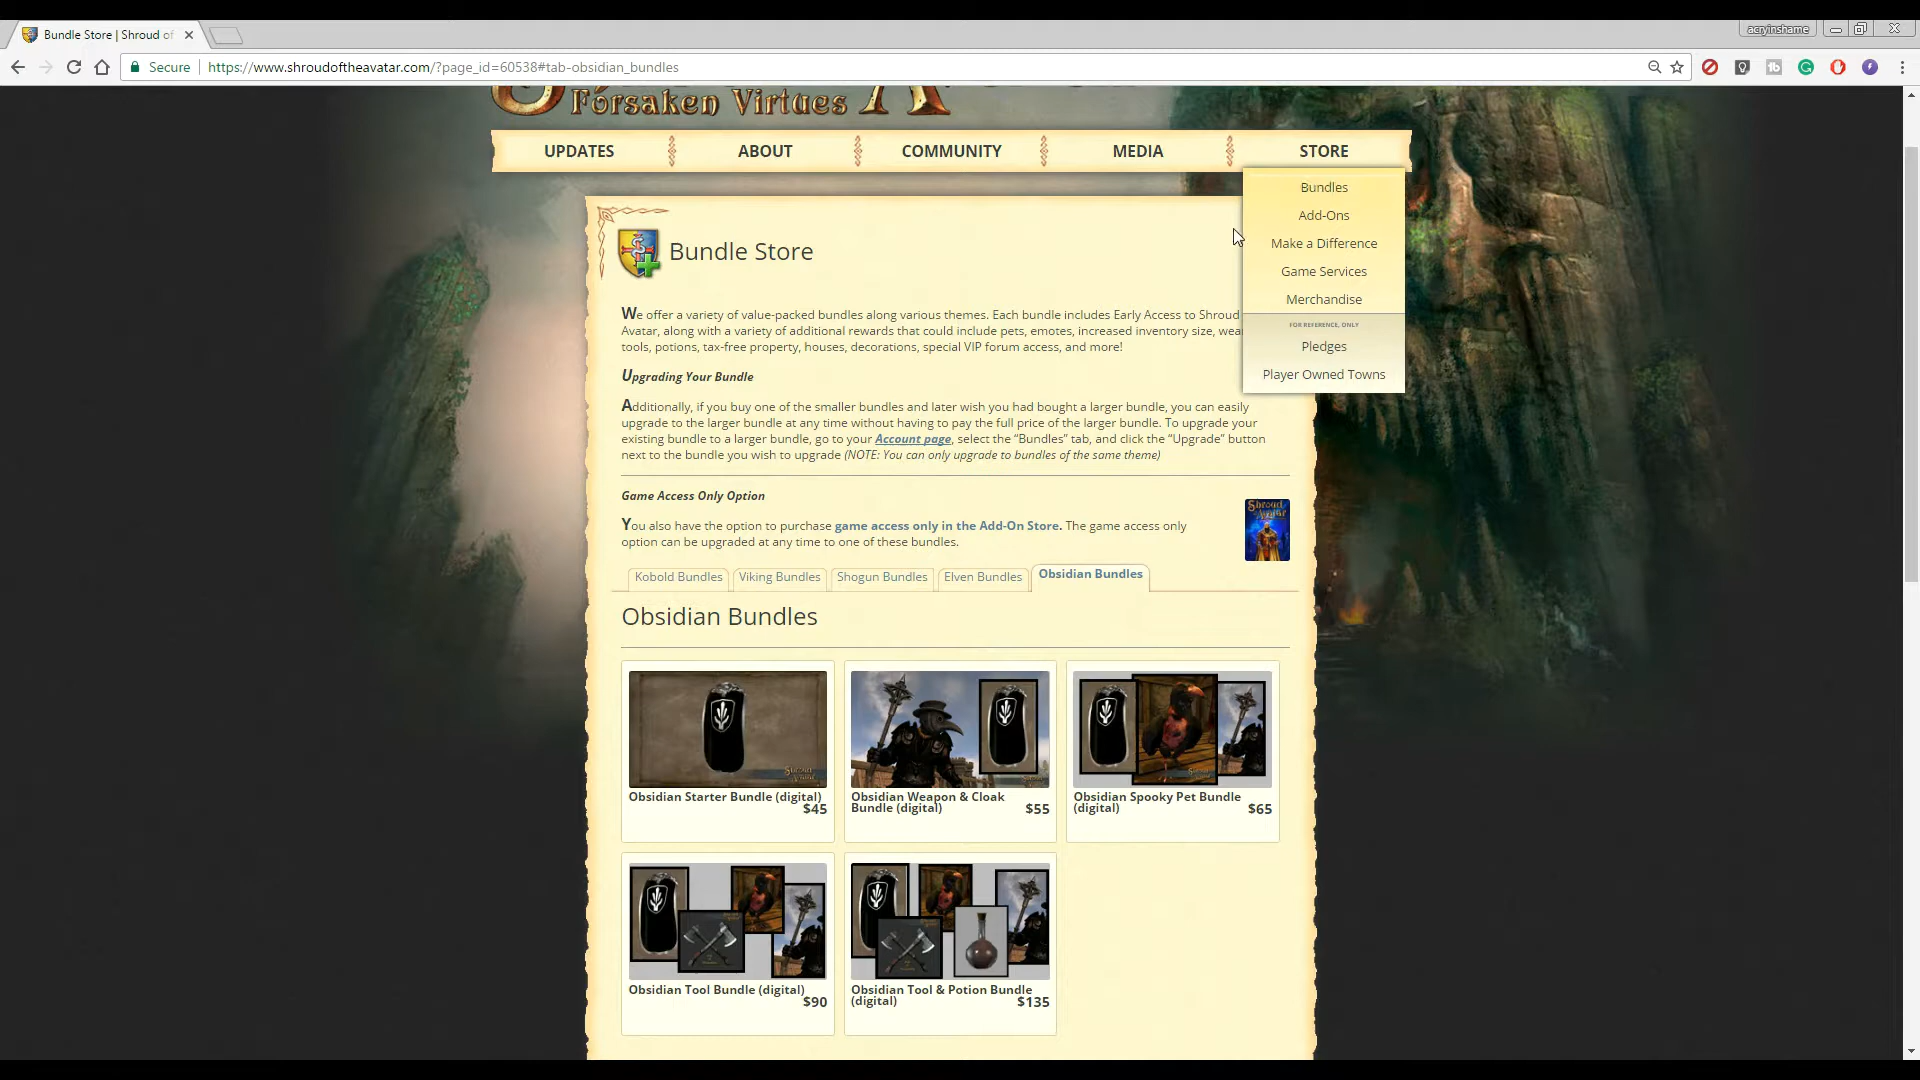 Bundle Store | Shroud of
acryinshame
Secure
https://www.shroudoftheavatar.com/?page_id=60538#tab-obsidian_bundles
Forsaken Virtues
UPDATES
ABOUT
COMMUNITY
MEDIA
STORE
Bundles
Add-Ons
Make a Difference
Game Services
Merchandise
FOR REFERENCE, ONLY
Pledges
Player Owned Towns
Bundle Store
We offer a variety of value-packed bundles along various themes. Each bundle includes Early Access to Shroud
Avatar, along with a variety of additional rewards that could include pets, emotes, increased inventory size,
tools, potions, tax-free property, houses, decorations, special VIP forum access, and more!
Upgrading Your Bundle
Additionally, if you buy one of the smaller bundles and later wish you had bought a larger bundle, you can easily
upgrade to the larger bundle at any time without having to pay the full price of the larger bundle. To upgrade your
existing bundle to a larger bundle, go to your Account page, select the “Bundles” tab, and click the “Upgrade” button
next to the bundle you wish to upgrade (NOTE: You can only upgrade to bundles of the same theme)
Game Access Only Option
You also have the option to purchase game access only in the Add-On Store. The game access only
option can be upgraded at any time to one of these bundles.
Shroud
Avatar
Kobold Bundles
Viking Bundles
Shogun Bundles
Elven Bundles
Obsidian Bundles
Obsidian Bundles
Obsidian Starter Bundle (digital)
$45
Obsidian Weapon & Cloak
Bundle (digital)
$55
Obsidian Spooky Pet Bundle
(digital)
$65
Obsidian Tool Bundle (digital)
$90
Obsidian Tool & Potion Bundle
(digital)
$135